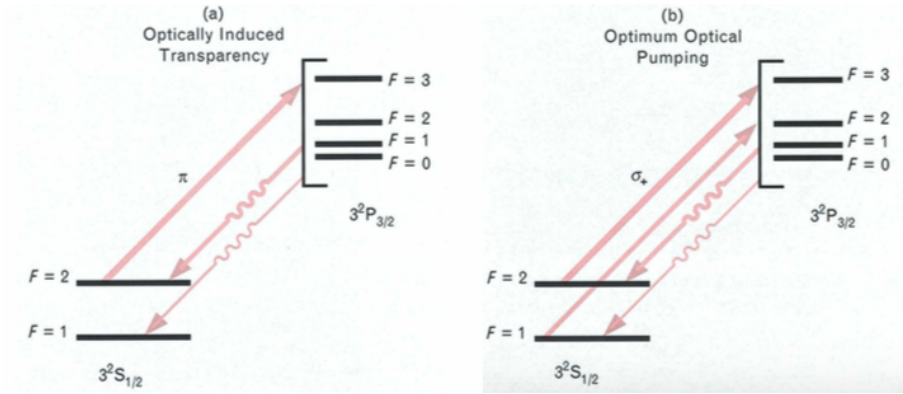 (a)
Optically Induced
Transparency
F = 3
F = 2
F = 1
F = 0
π
3²P₃/₂
F = 2
F = 1
3²S₁/₂
(b)
Optimum Optical
Pumping
F = 3
F = 2
F = 1
F = 0
σ₊
3²P₃/₂
F = 2
F = 1
3²S₁/₂